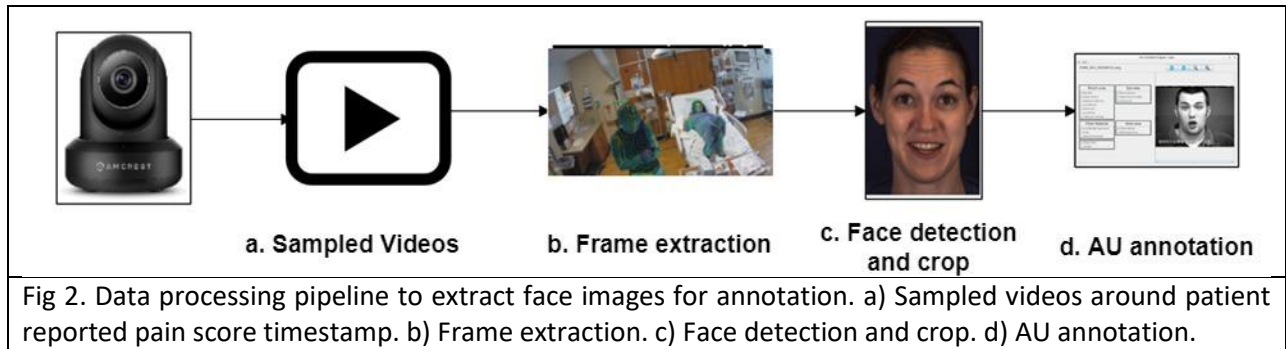 AMCREST
a. Sampled Videos
b. Frame extraction
c. Face detection
and crop
d. AU annotation
Fig 2. Data processing pipeline to extract face images for annotation. a) Sampled videos around patient
reported pain score timestamp. b) Frame extraction. c) Face detection and crop. d) AU annotation.